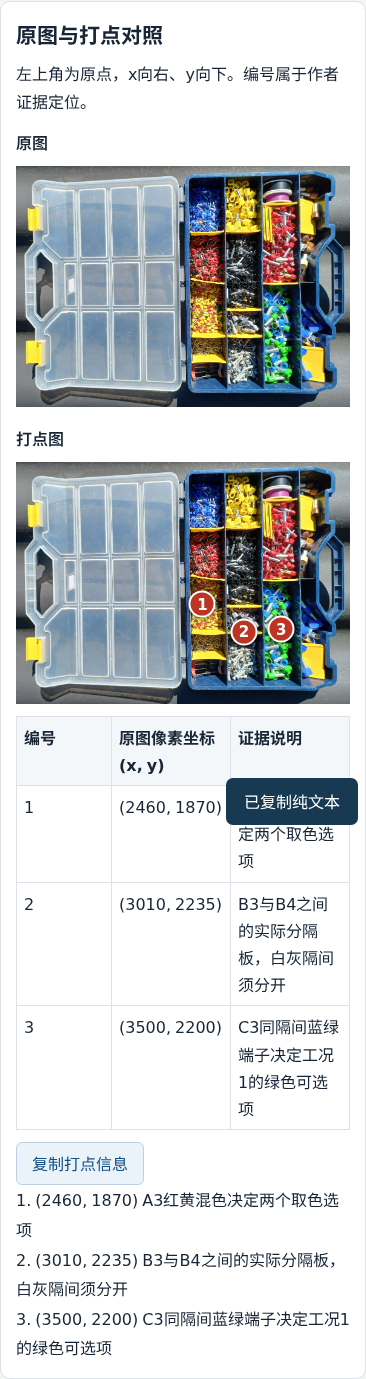 原图与打点对照
左上角为原点，x向右、y向下。编号属于作者
证据定位。
原图
打点图
1
2
3
编号
原图像素坐标
(x, y)
证据说明
1
(2460, 1870)
已复制纯文本
定两个取色选
项
2
(3010, 2235)
B3与B4之间
的实际分隔
板，白灰隔间
须分开
3
(3500, 2200)
C3同隔间蓝绿
端子决定工况
1的绿色可选
项
复制打点信息
1. (2460, 1870) A3红黄混色决定两个取色选
项
2. (3010, 2235) B3与B4之间的实际分隔板，
白灰隔间须分开
3. (3500, 2200) C3同隔间蓝绿端子决定工况1
的绿色可选项